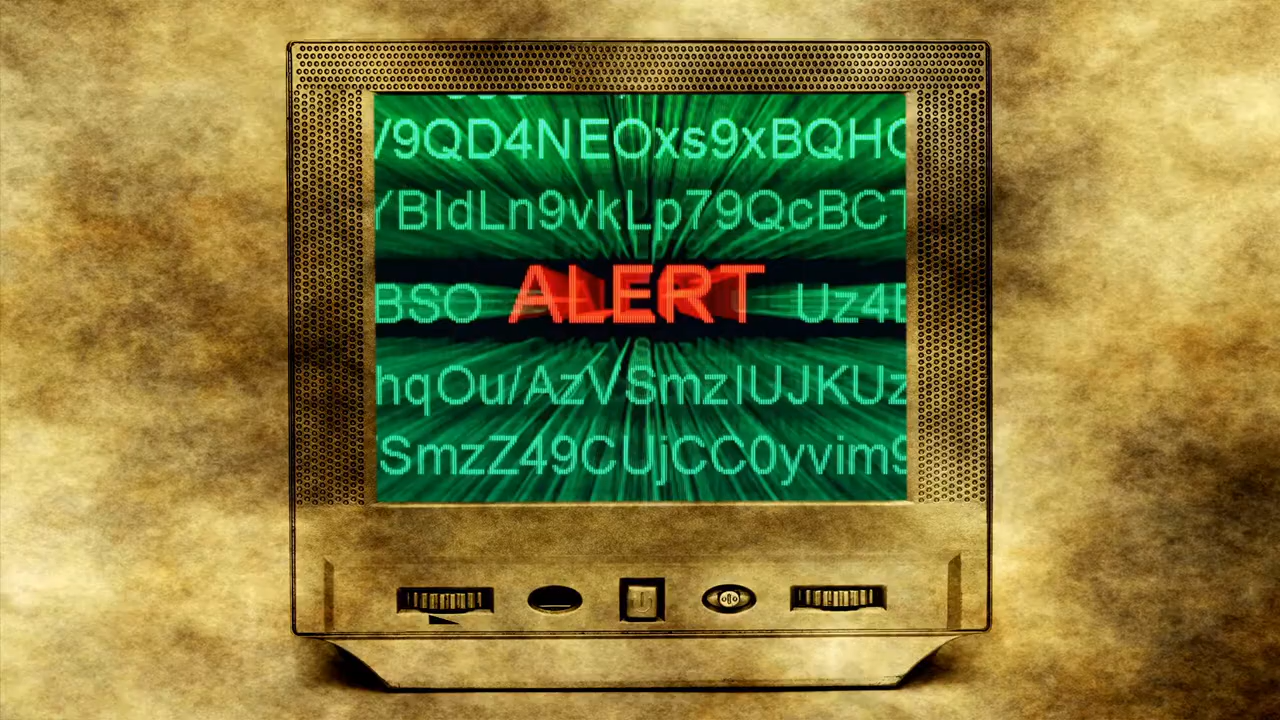 /9QD4NEOxs9xBQHC
YBIdLn9vkLp79QcBCT
BSO ALERT Uz4E
hqOu/AzVSmzIUJKUz
SmzZ49CUjCC0yvim9